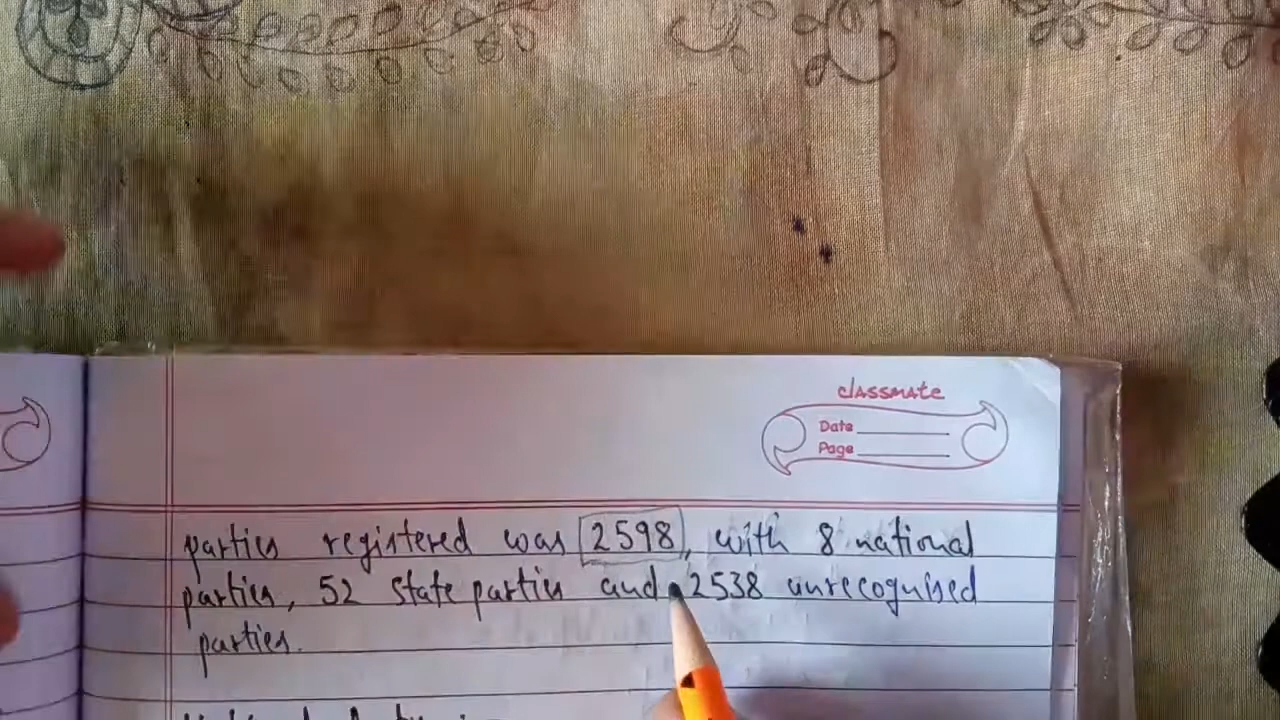 classmate
Date
Page
parties registered was 2598, with 8 national
parties, 52 state parties and 2538 unrecognised
parties.